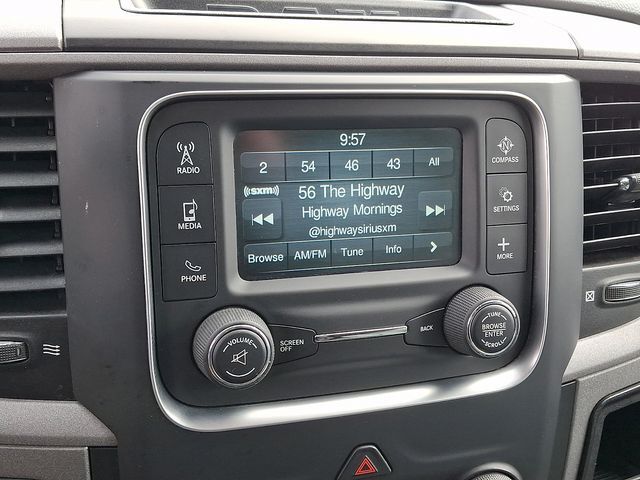 9:57
2 54 46 43 All
((sxm))
56 The Highway
Highway Mornings
@highwaysiriusxm
Browse AM/FM Tune Info
RADIO
MEDIA
PHONE
COMPASS
N
SETTINGS
MORE
VOLUME
SCREEN
OFF
BACK
TUNE
BROWSE
ENTER
SCROLL